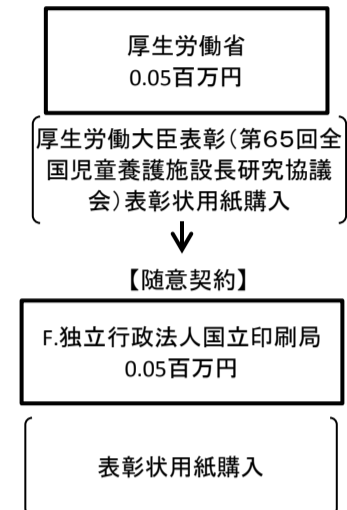 厚生労働省
0.05百万円
厚生労働大臣表彰(第65回全
国児童養護施設長研究協議
会)表彰状用紙購入
【随意契約】
F.独立行政法人国立印刷局
0.05百万円
表彰状用紙購入